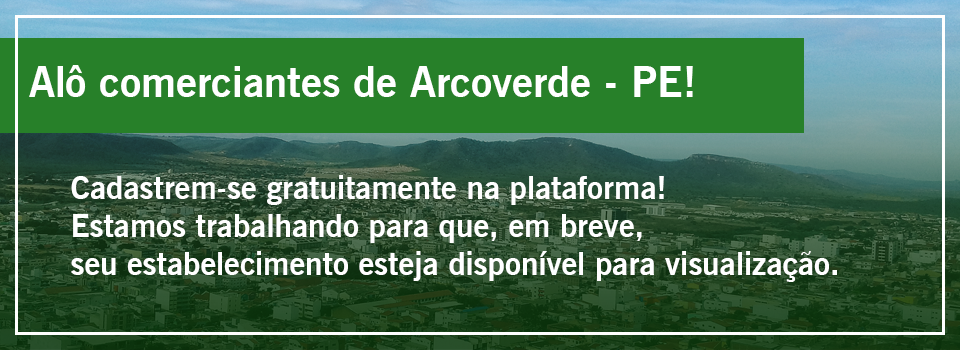 Alô comerciantes de Arcoverde - PE!
Cadastrem-se gratuitamente na plataforma!
Estamos trabalhando para que, em breve,
seu estabelecimento esteja disponível para visualização.